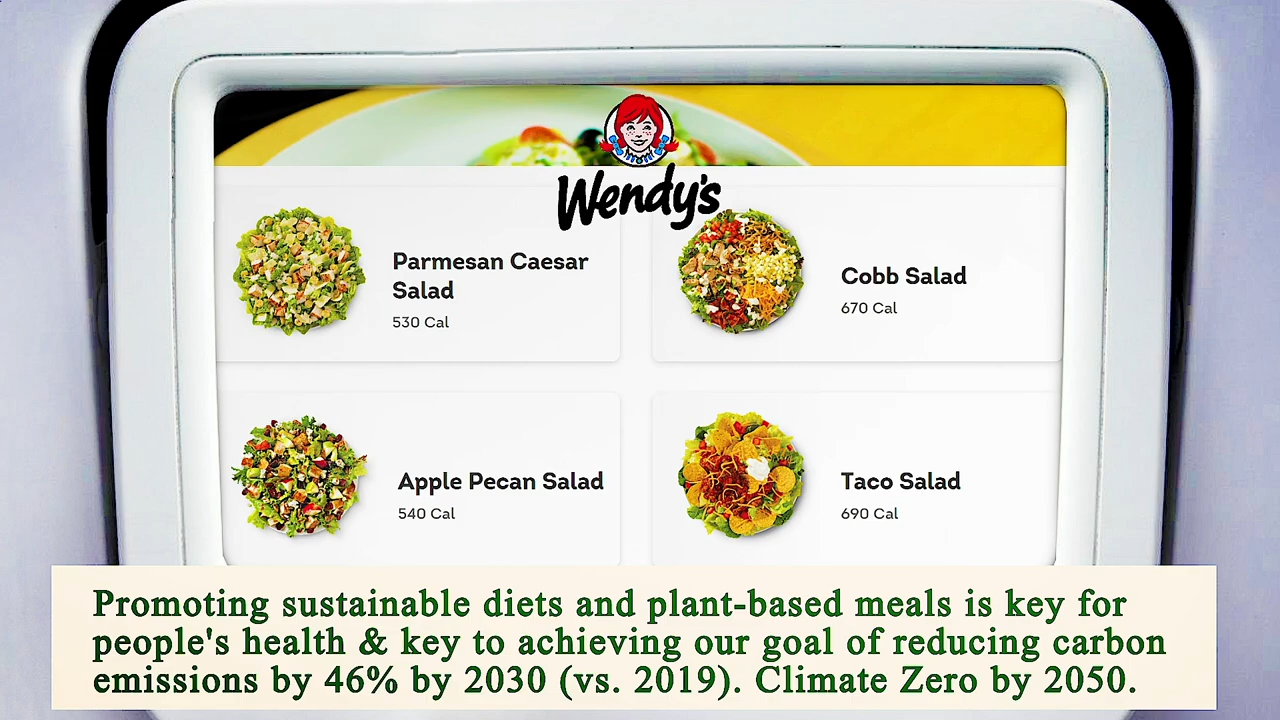 Wendy's
Parmesan Caesar
Salad
530 Cal
Cobb Salad
670 Cal
Apple Pecan Salad
540 Cal
Taco Salad
690 Cal
Promoting sustainable diets and plant-based meals is key for
people's health & key to achieving our goal of reducing carbon
emissions by 46% by 2030 (vs. 2019). Climate Zero by 2050.